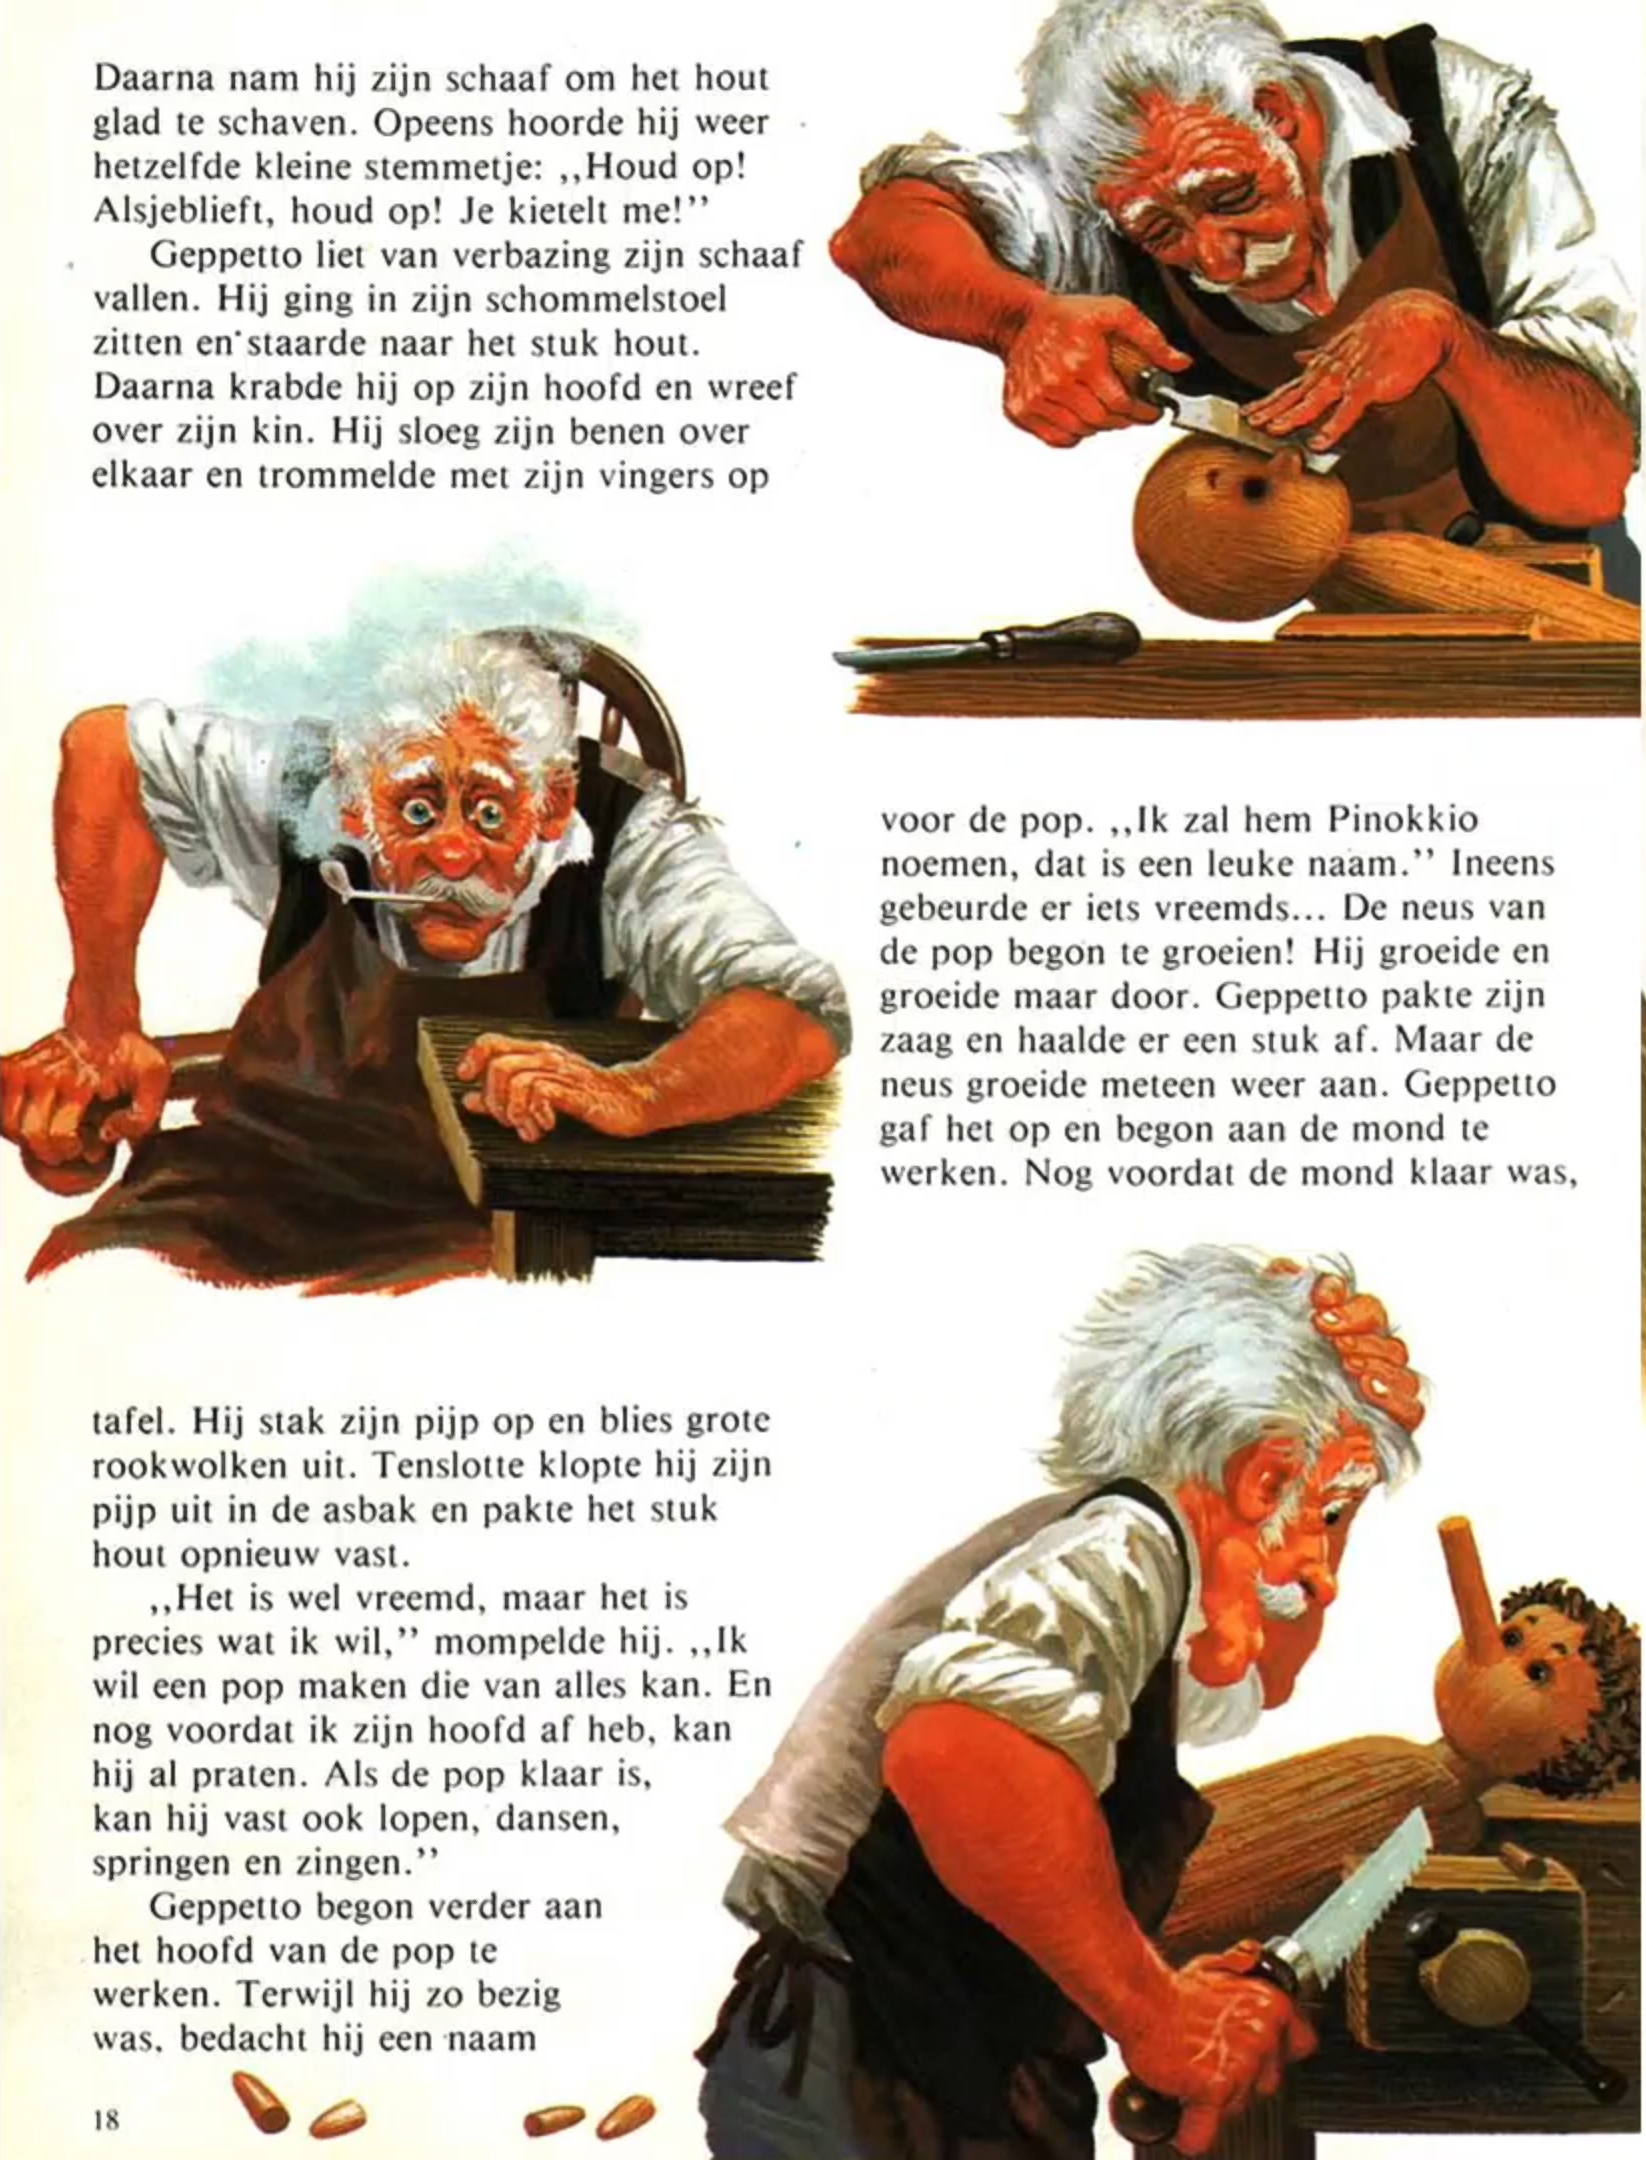 Daarna nam hij zijn schaaf om het hout
glad te schaven. Opeens hoorde hij weer
hetzelfde kleine stemmetje: ,,Houd op!
Alsjeblieft, houd op! Je kietelt me!’’
Geppetto liet van verbazing zijn schaaf
vallen. Hij ging in zijn schommelstoel
zitten en staarde naar het stuk hout.
Daarna krabde hij op zijn hoofd en wreef
over zijn kin. Hij sloeg zijn benen over
elkaar en trommelde met zijn vingers op
tafel. Hij stak zijn pijp op en blies grote
rookwolken uit. Tenslotte klopte hij zijn
pijp uit in de asbak en pakte het stuk
hout opnieuw vast.
,,Het is wel vreemd, maar het is
precies wat ik wil,’’ mompelde hij. ,,Ik
wil een pop maken die van alles kan. En
nog voordat ik zijn hoofd af heb, kan
hij al praten. Als de pop klaar is,
kan hij vast ook lopen, dansen,
springen en zingen.’’
Geppetto begon verder aan
het hoofd van de pop te
werken. Terwijl hij zo bezig
was, bedacht hij een naam
voor de pop. ,,Ik zal hem Pinokkio
noemen, dat is een leuke naam.’’ Ineens
gebeurde er iets vreemds... De neus van
de pop begon te groeien! Hij groeide en
groeide maar door. Geppetto pakte zijn
zaag en haalde er een stuk af. Maar de
neus groeide meteen weer aan. Geppetto
gaf het op en begon aan de mond te
werken. Nog voordat de mond klaar was,
18